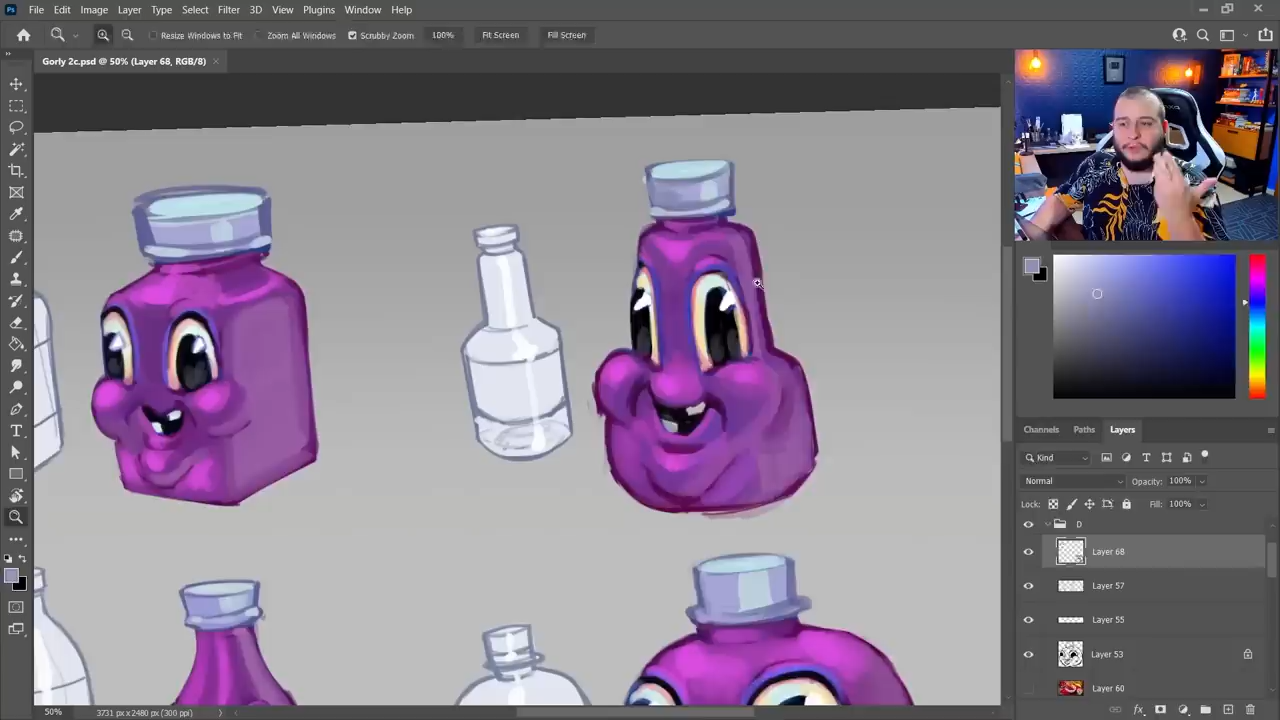 Ps File Edit Image Layer Type Select Filter 3D View Plugins Window Help
Resize Windows to Fit Zoom All Windows Scrubby Zoom 100% Fit Screen Fill Screen
Gorly 2c.psd @ 50% (Layer 68, RGB/8)
Channels Paths Layers
Kind
Normal Opacity: 100%
Lock: Fill: 100%
D
Layer 68
Layer 57
Layer 55
Layer 53
Layer 60
50% 3731 px x 2480 px (300 ppi)